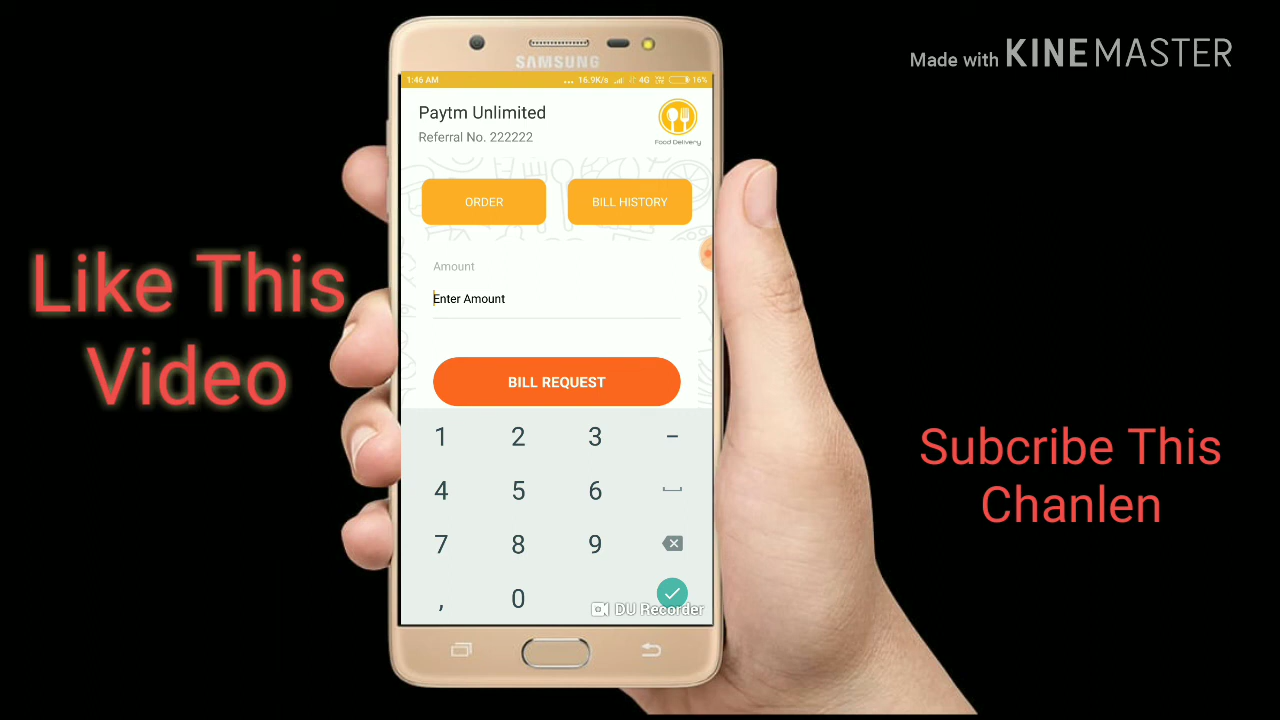 Made with KINEMASTER
SAMSUNG
1:46 AM ... 16.9K/s 4G 16%
Paytm Unlimited
Referral No. 222222
Food Delivery
ORDER
BILL HISTORY
Like This
Video
Amount
Enter Amount
BILL REQUEST
Subcribe This
Chanlen
1 2 3 -
4 5 6
7 8 9
, 0
DU Recorder